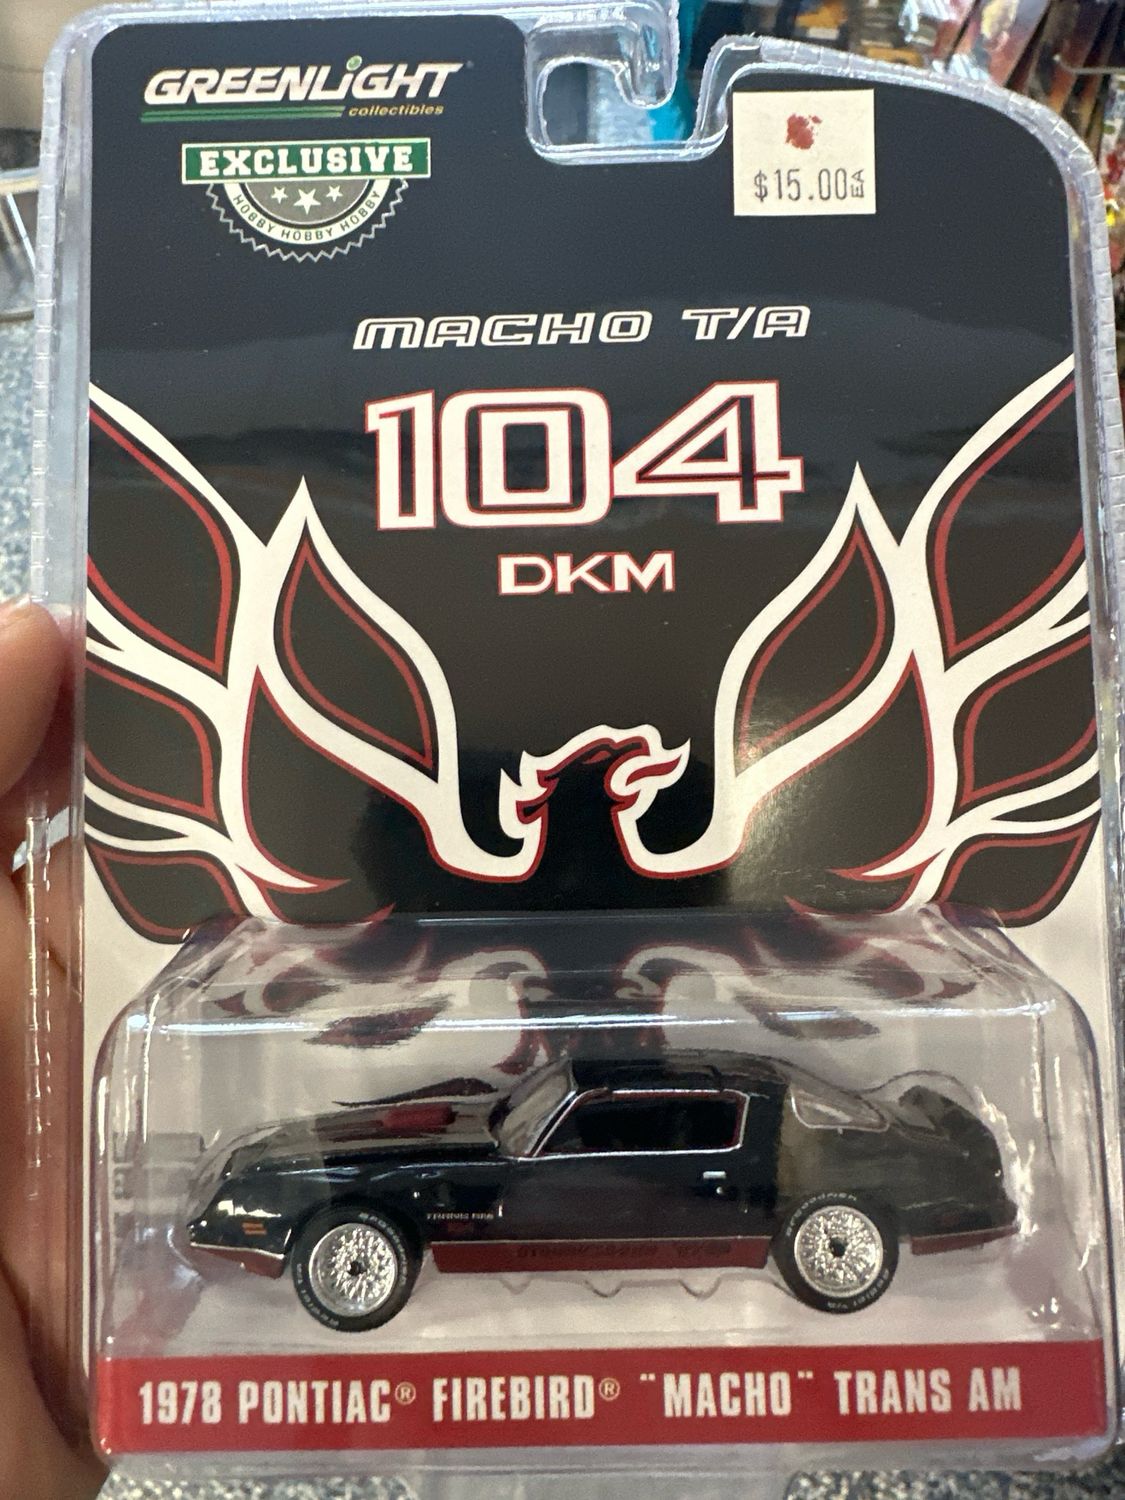 GREENLIGHT
collectibles
EXCLUSIVE
HOBBY HOBBY HOBBY
$15.00 EA
MACHO T/A
104
DKM
TRANS AM
1978 PONTIAC® FIREBIRD® "MACHO" TRANS AM